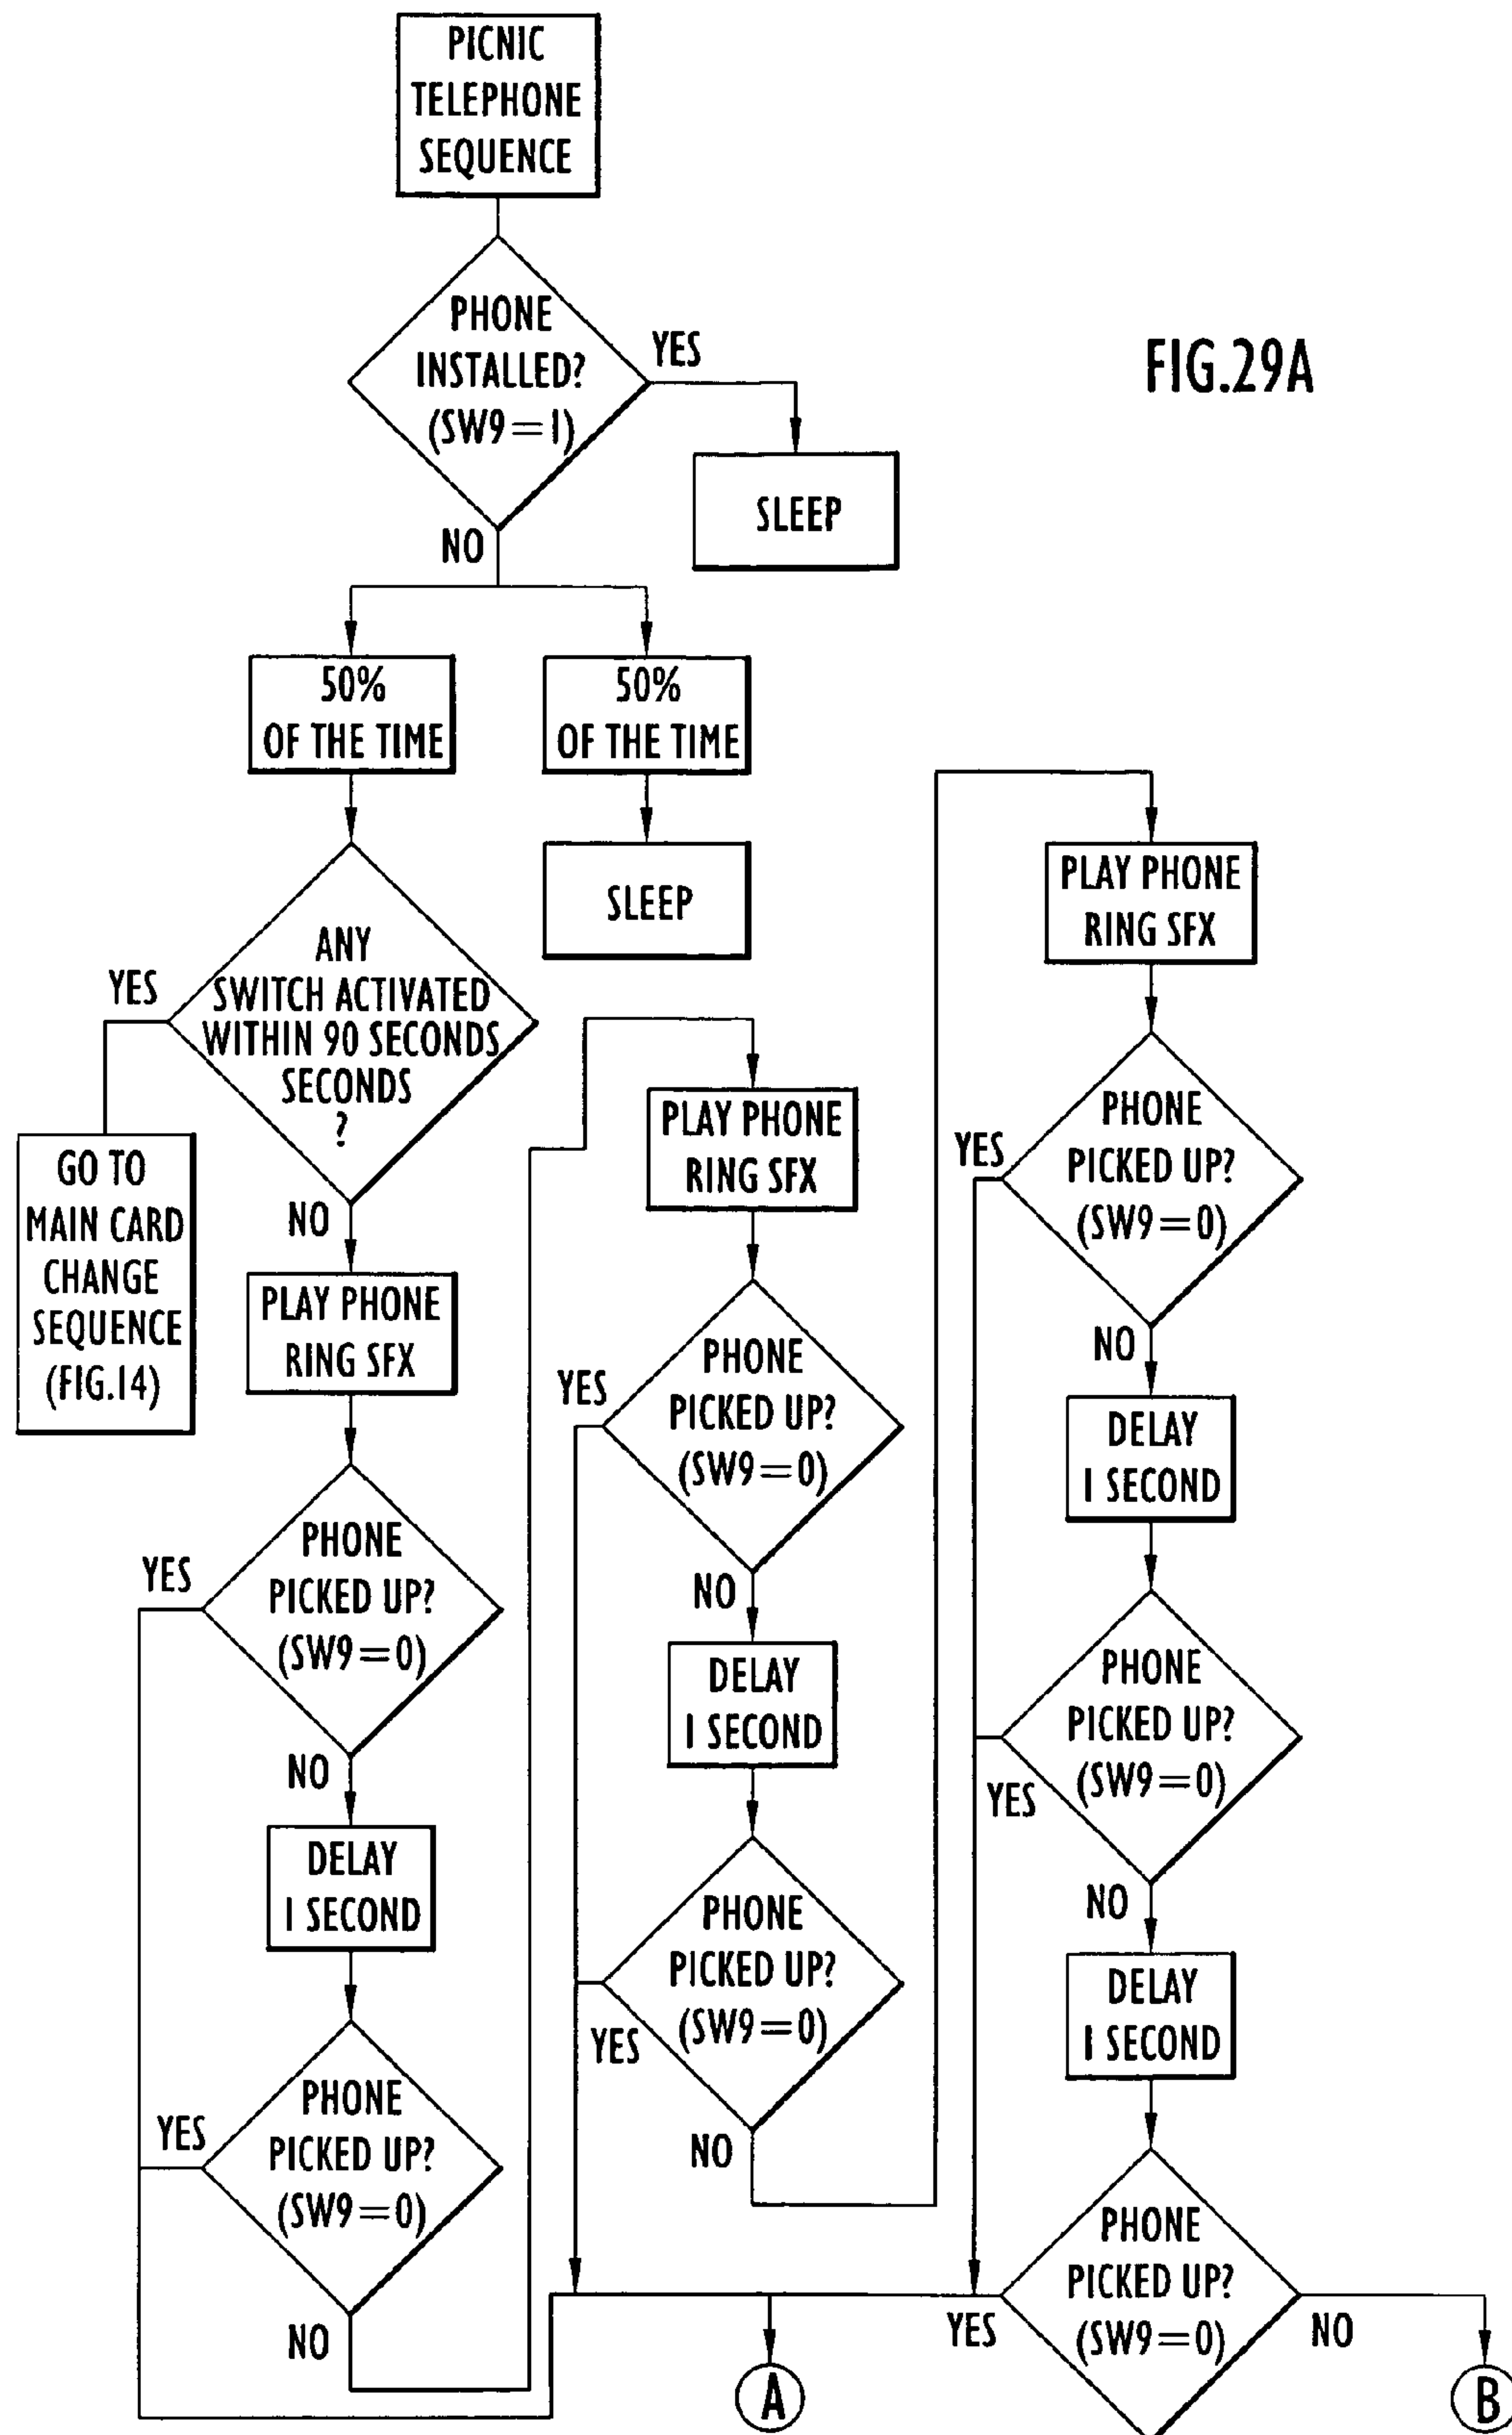 PICNIC
TELEPHONE
SEQUENCE
PHONE
INSTALLED?
(SW9=1)
YES
FIG.29A
SLEEP
NO
50%
OF THE TIME
50%
OF THE TIME
SLEEP
ANY
SWITCH ACTIVATED
WITHIN 90 SECONDS
SECONDS
?
YES
GO TO
MAIN CARD
CHANGE
SEQUENCE
(FIG.14)
NO
PLAY PHONE
RING SFX
PHONE
PICKED UP?
(SW9=0)
YES
NO
DELAY
1 SECOND
PHONE
PICKED UP?
(SW9=0)
YES
NO
PLAY PHONE
RING SFX
PHONE
PICKED UP?
(SW9=0)
YES
NO
DELAY
1 SECOND
PHONE
PICKED UP?
(SW9=0)
YES
NO
PLAY PHONE
RING SFX
PHONE
PICKED UP?
(SW9=0)
YES
NO
DELAY
1 SECOND
PHONE
PICKED UP?
(SW9=0)
YES
NO
DELAY
1 SECOND
PHONE
PICKED UP?
(SW9=0)
YES
NO
A
B